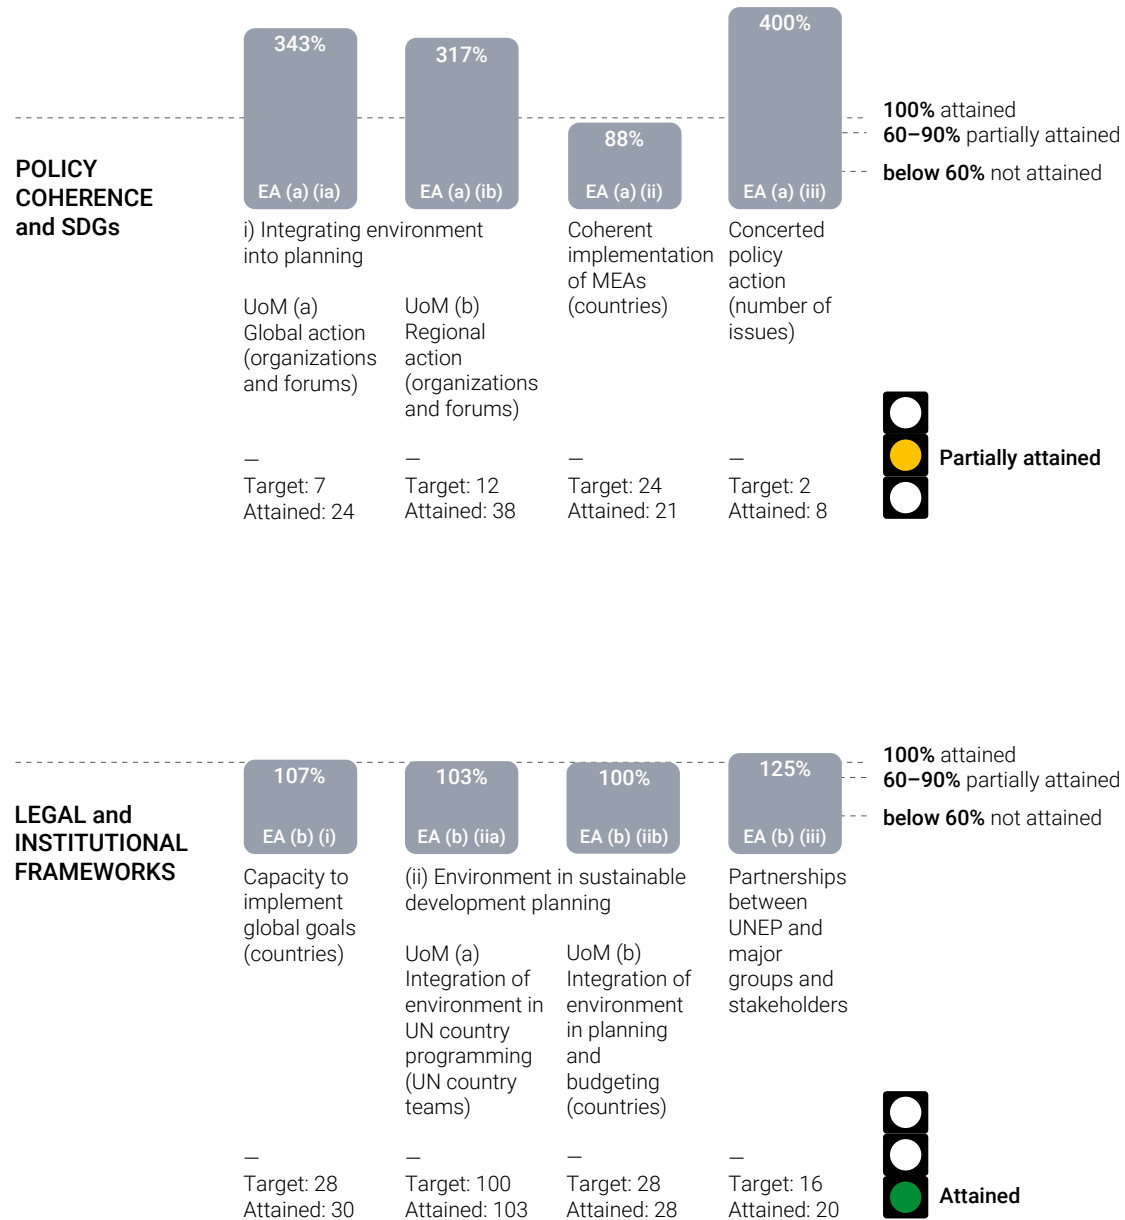 343%
317%
400%
100% attained
60–90% partially attained
88%
below 60% not attained
POLICY
COHERENCE
and SDGs
EA (a) (ia)
EA (a) (ib)
EA (a) (ii)
EA (a) (iii)
i) Integrating environment
into planning
UoM (a)
Global action
(organizations
and forums)
UoM (b)
Regional
action
(organizations
and forums)
Coherent
implementation
of MEAs
(countries)
Concerted
policy
action
(number of
issues)
—
Target: 7
Attained: 24
—
Target: 12
Attained: 38
—
Target: 24
Attained: 21
—
Target: 2
Attained: 8
Partially attained
107%
103%
100%
125%
100% attained
60–90% partially attained
below 60% not attained
LEGAL and
INSTITUTIONAL
FRAMEWORKS
EA (b) (i)
EA (b) (iia)
EA (b) (iib)
EA (b) (iii)
Capacity to
implement
global goals
(countries)
(ii) Environment in sustainable
development planning
UoM (a)
Integration of
environment in
UN country
programming
(UN country
teams)
UoM (b)
Integration of
environment
in planning
and
budgeting
(countries)
Partnerships
between
UNEP and
major
groups and
stakeholders
—
Target: 28
Attained: 30
—
Target: 100
Attained: 103
—
Target: 28
Attained: 28
—
Target: 16
Attained: 20
Attained